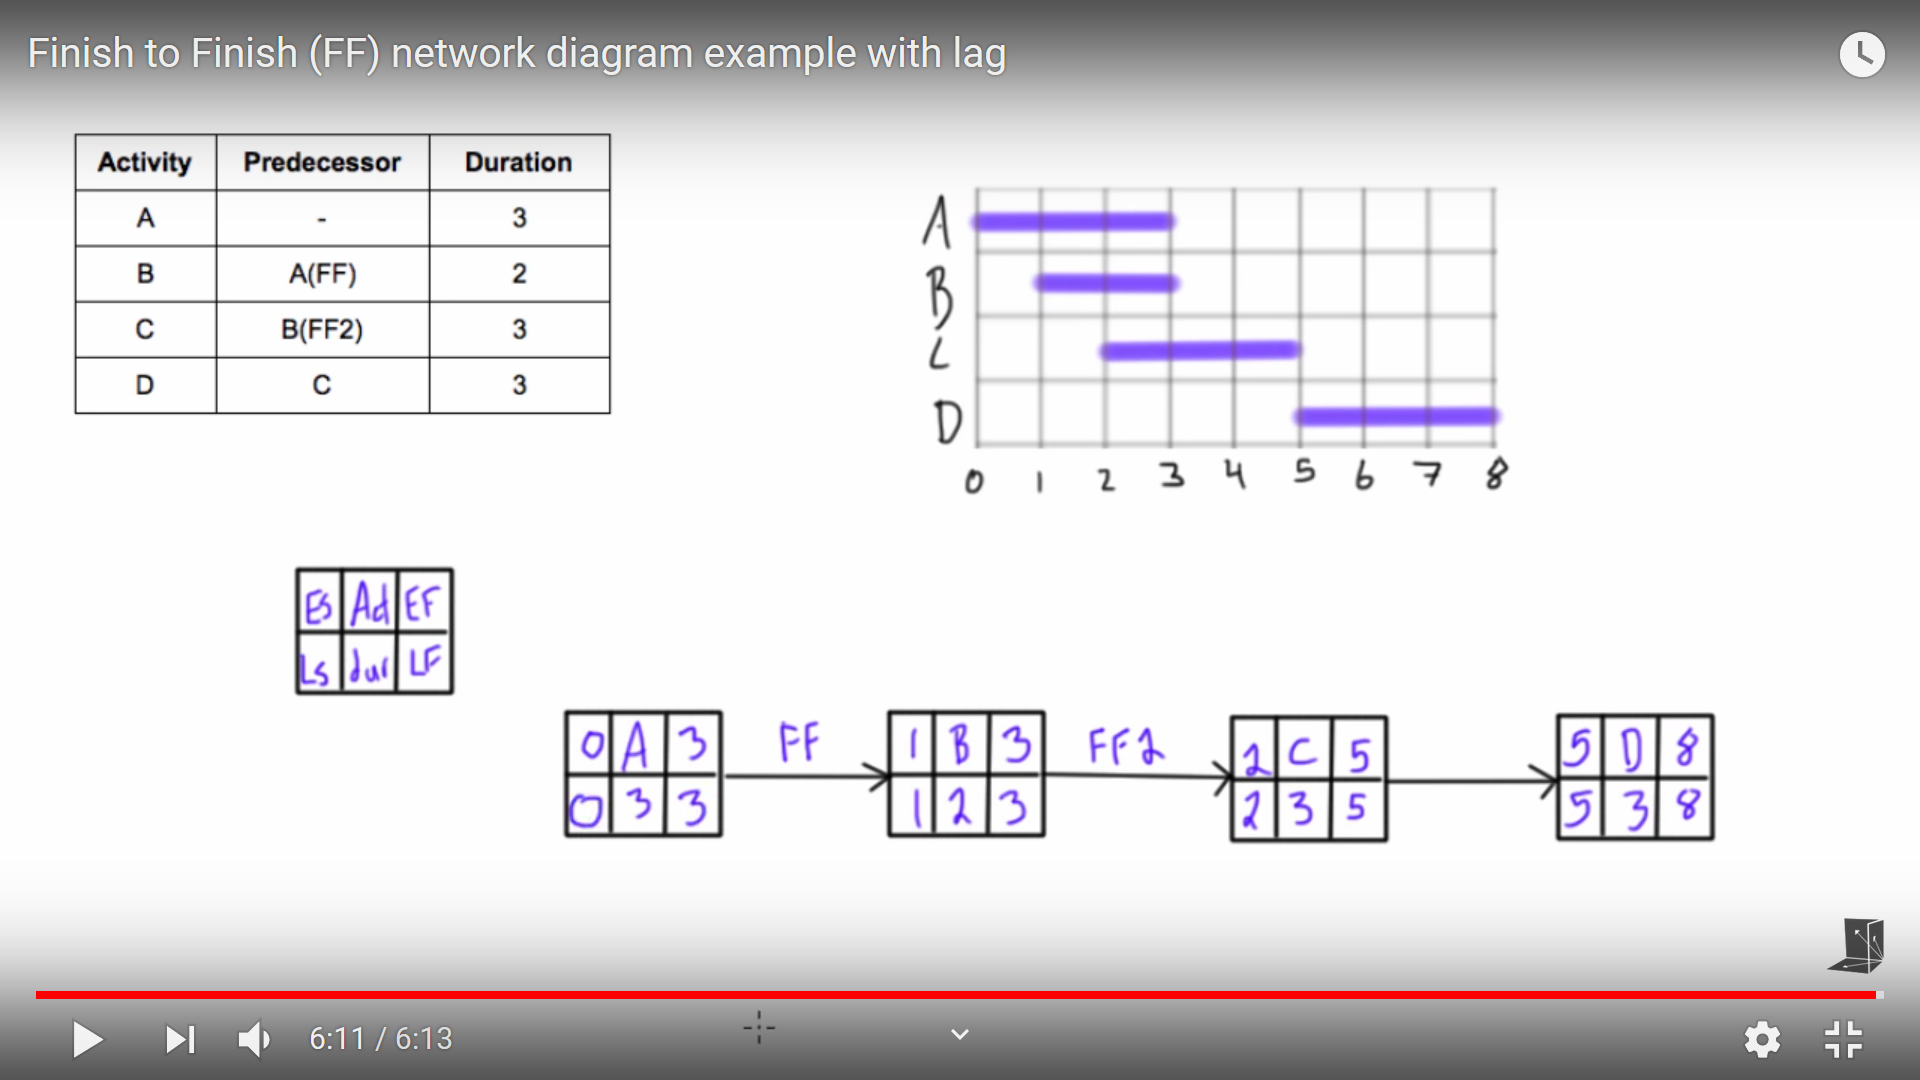 Finish to Finish (FF) network diagram example with lag
Activity Predecessor Duration
A - 3
B A(FF) 2
C B(FF2) 3
D C 3
A
B
C
D
0 1 2 3 4 5 6 7 8
ES Ad EF
LS dur LF
0 A 3 FF 1 B 3 FF2 2 C 5 5 D 8
0 3 3 1 2 3 2 3 5 5 3 8
6:11 / 6:13